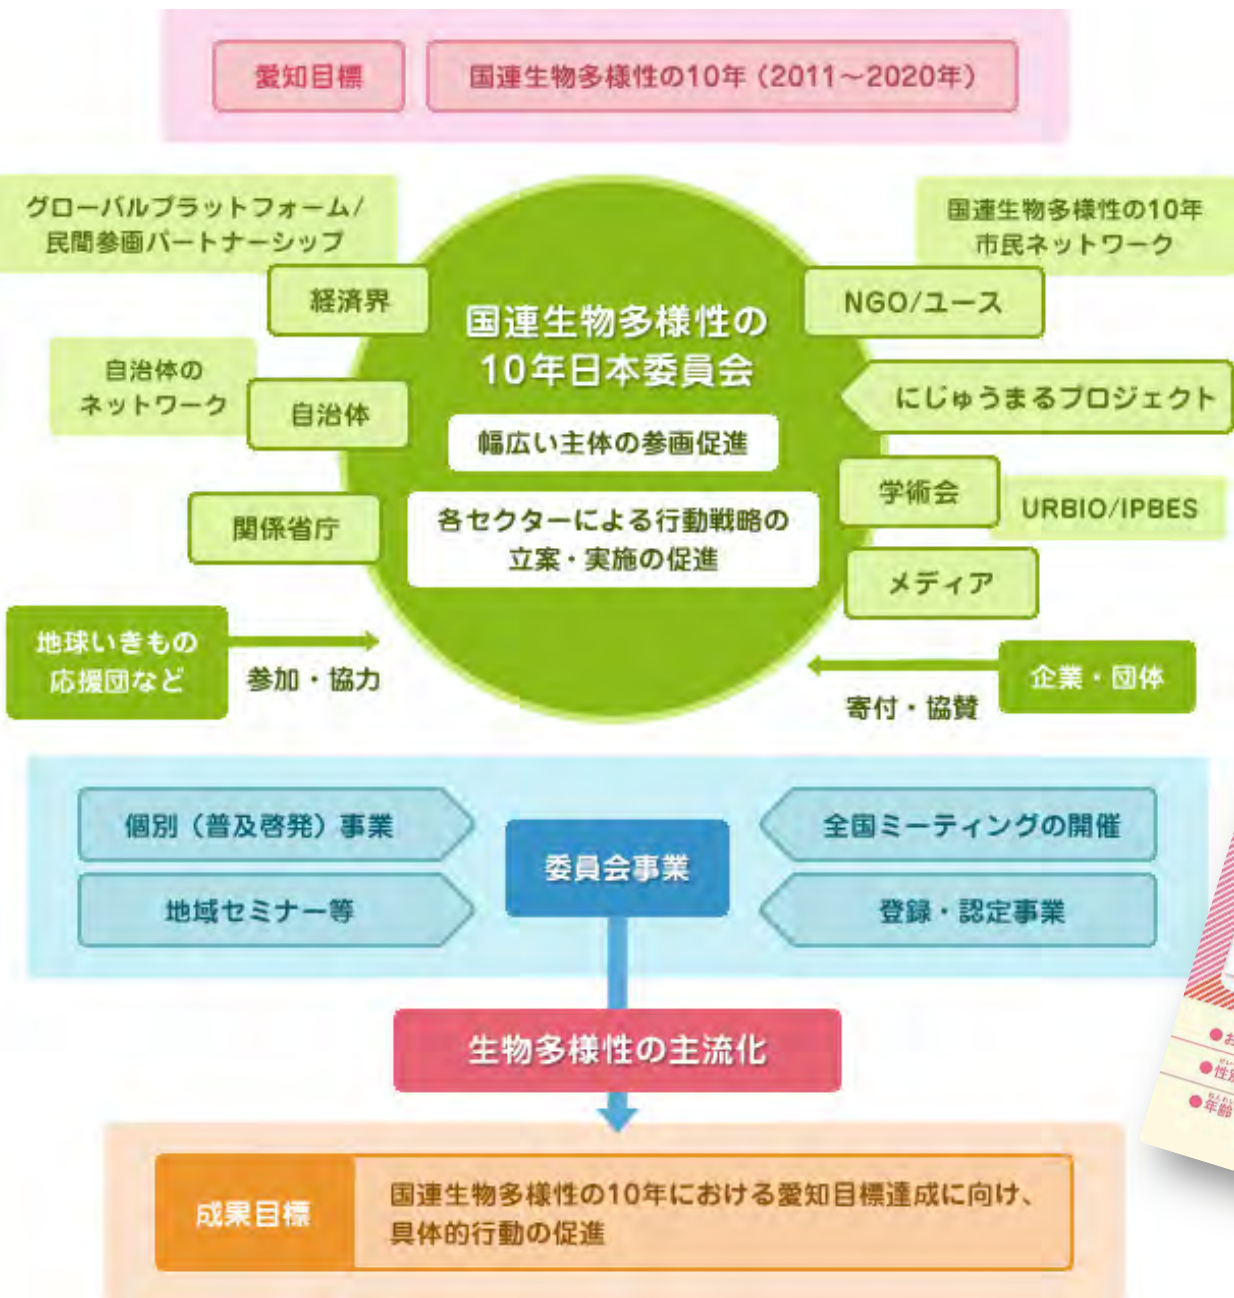 愛知目標
国連生物多様性の10年（2011～2020年）
グローバルプラットフォーム/
民間参画パートナーシップ
経済界
自治体の
ネットワーク
自治体
関係省庁
地球いきもの
応援団など
参加・協力
国連生物多様性の
10年日本委員会
幅広い主体の参画促進
各セクターによる行動戦略の
立案・実施の促進
国連生物多様性の10年
市民ネットワーク
NGO/ユース
にじゅうまるプロジェクト
学術会
URBIO/IPBES
メディア
企業・団体
寄付・協賛
個別（普及啓発）事業
地域セミナー等
委員会事業
全国ミーティングの開催
登録・認定事業
生物多様性の主流化
成果目標
国連生物多様性の10年における愛知目標達成に向け、
具体的行動の促進
●お
●性別
●年齢